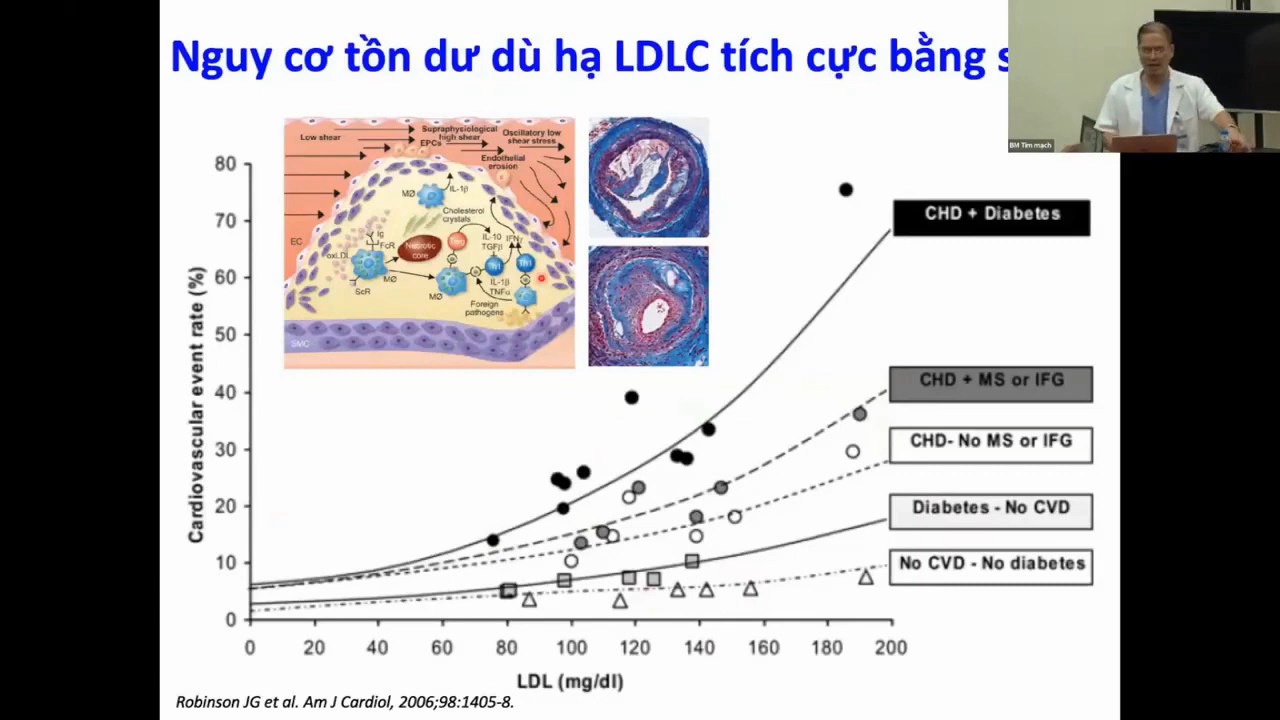 Nguy cơ tồn dư dù hạ LDLC tích cực bằng s
BM Tim mạch
Low shear
Supraphysiological
high shear
EPCs
Oscillatory low
shear stress
Endothelial
erosion
MØ
IL-1β
Cholesterol
crystals
EC
Ig
FcR
oxLDL
Necrotic
core
Treg
IL-10
TGFβ
IFNγ
MØ
Th1
Th1
ScR
MØ
IL-1β
TNFα
Foreign
pathogens
SMC
Cardiovascular event rate (%)
80
70
60
50
40
30
20
10
0
CHD + Diabetes
CHD + MS or IFG
CHD- No MS or IFG
Diabetes - No CVD
No CVD - No diabetes
0 20 40 60 80 100 120 140 160 180 200
LDL (mg/dl)
Robinson JG et al. Am J Cardiol, 2006;98:1405-8.